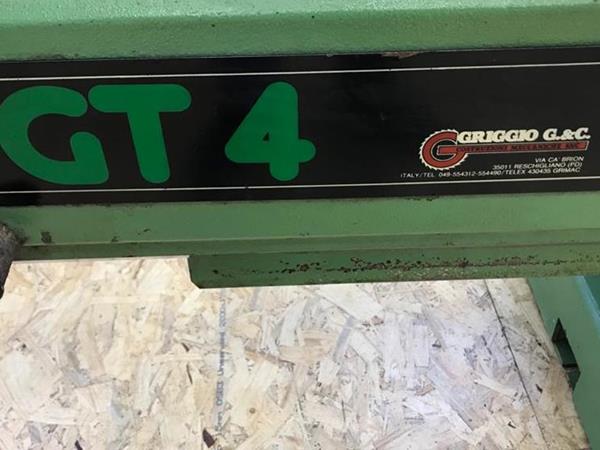 GT 4
GRIGGIO G.&C.
COSTRUZIONI MECCANICHE SNC
VIA CA' BRION
35011 RESCHIGLIANO (PD)
ITALY/TEL. 049-554312-554490/TELEX 430435 GRIMAC